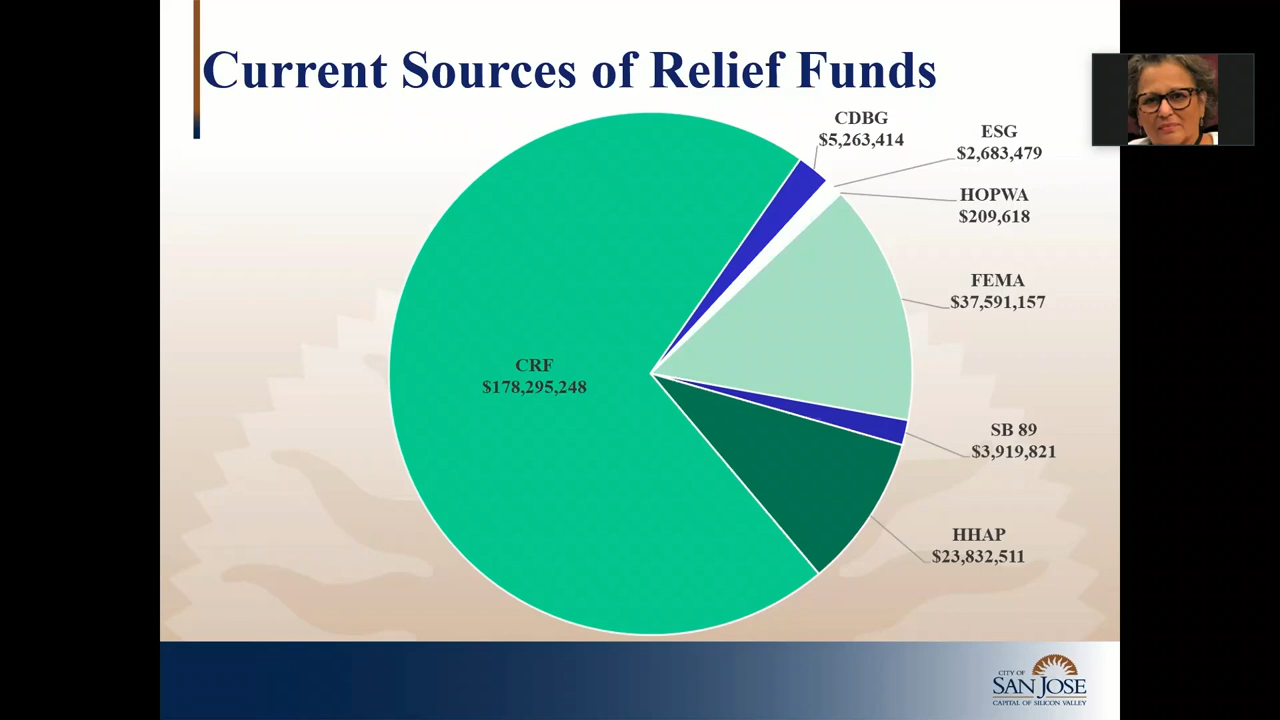 Current Sources of Relief Funds
CDBG
$5,263,414
ESG
$2,683,479
HOPWA
$209,618
FEMA
$37,591,157
CRF
$178,295,248
SB 89
$3,919,821
HHAP
$23,832,511
CITY OF
SAN JOSE
CAPITAL OF SILICON VALLEY